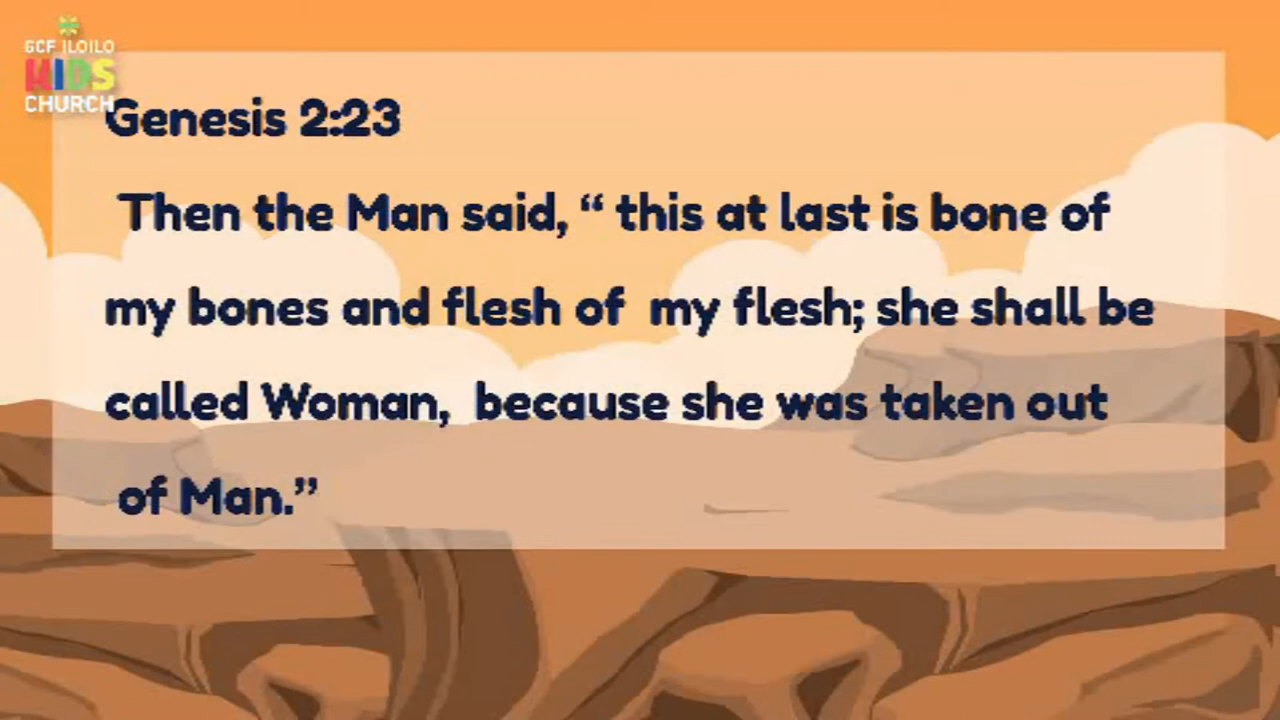 GCF ILOILO
KIDS
CHURCH
Genesis 2:23
Then the Man said, “ this at last is bone of
my bones and flesh of my flesh; she shall be
called Woman, because she was taken out
of Man.”